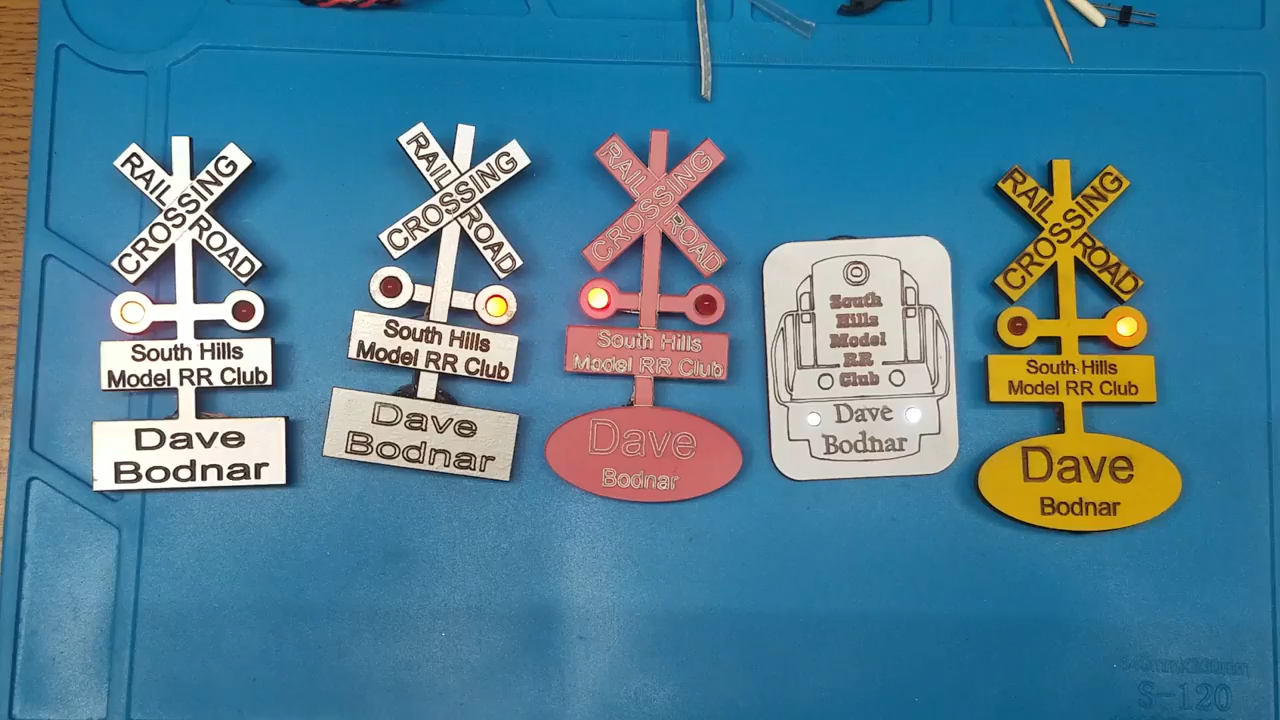 RAIL
CROSSING
ROAD
South Hills
Model RR Club
Dave
Bodnar
RAIL
CROSSING
ROAD
South Hills
Model RR Club
Dave
Bodnar
RAIL
CROSSING
ROAD
South Hills
Model RR Club
Dave
Bodnar
South
Hills
Model
RR
Club
Dave
Bodnar
RAIL
CROSSING
ROAD
South Hills
Model RR Club
Dave
Bodnar
S-120